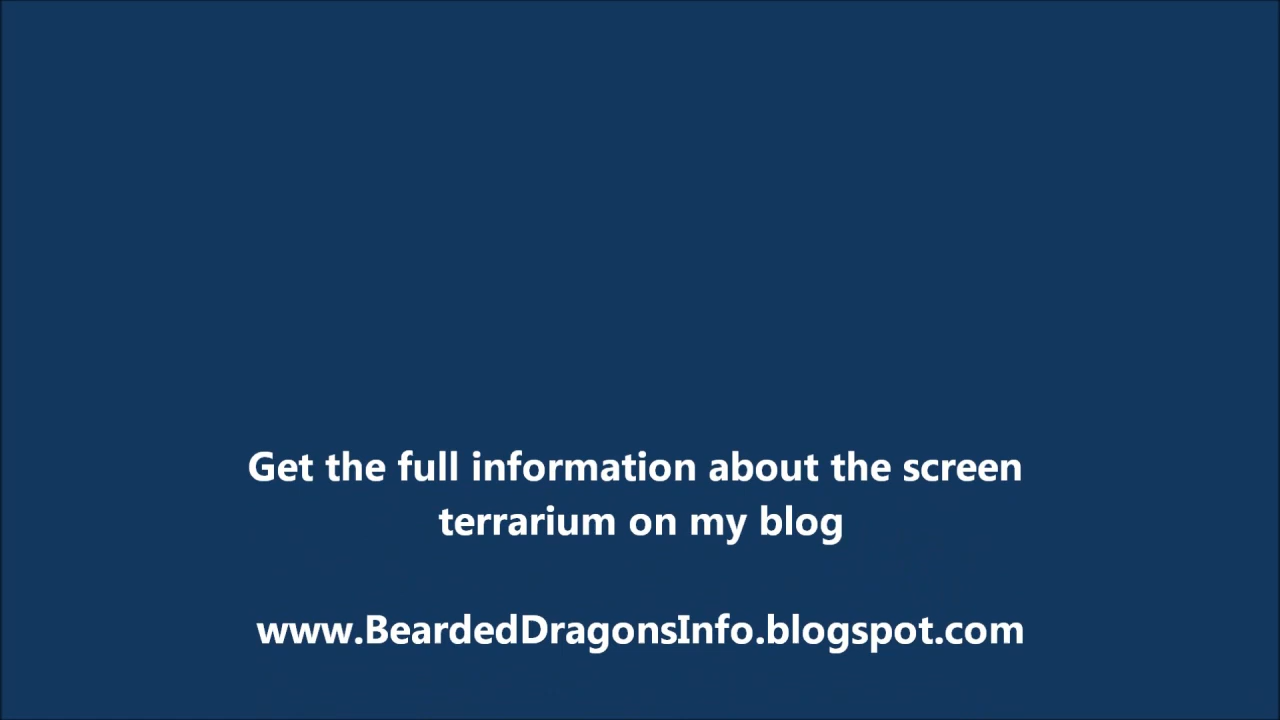 Get the full information about the screen
terrarium on my blog
www.BeardedDragonsInfo.blogspot.com